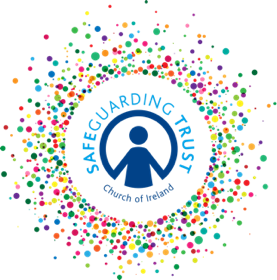 SAFEGUARDING TRUST
Church of Ireland